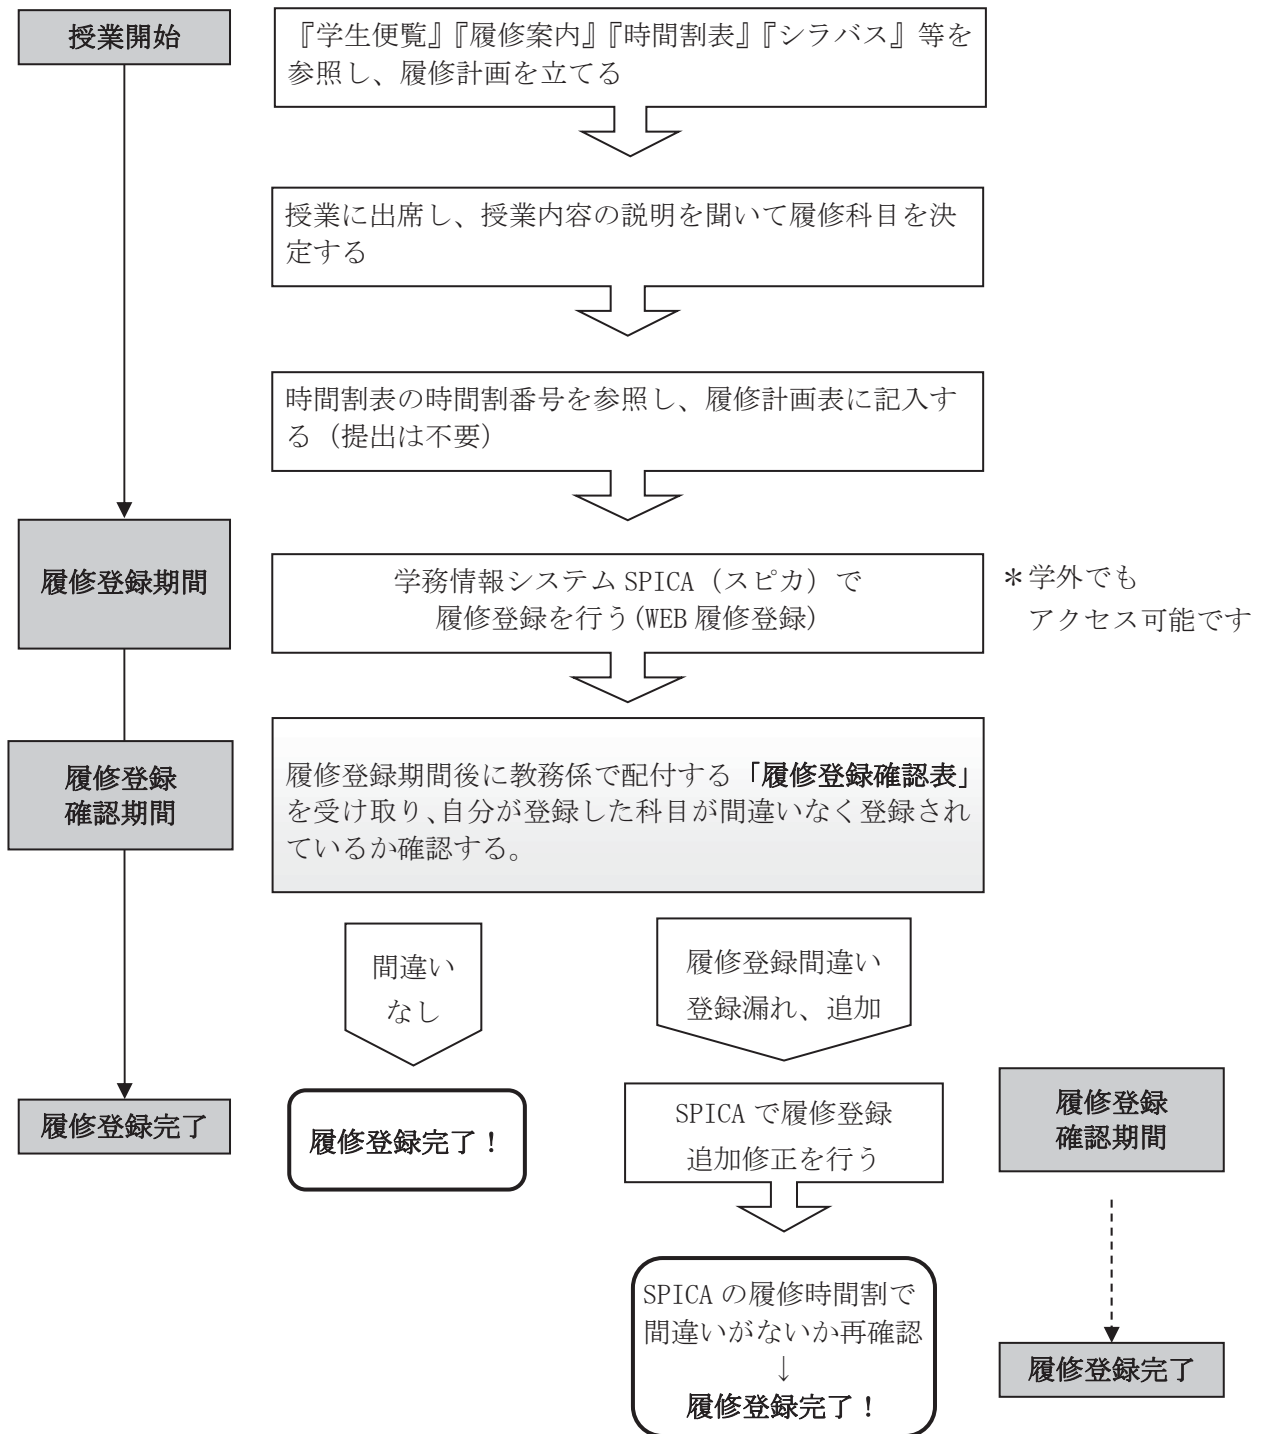 授業開始
『学生便覧』『履修案内』『時間割表』『シラバス』等を
参照し、履修計画を立てる
授業に出席し、授業内容の説明を聞いて履修科目を決
定する
時間割表の時間割番号を参照し、履修計画表に記入す
る（提出は不要）
履修登録期間
学務情報システム SPICA（スピカ）で
履修登録を行う(WEB 履修登録)
＊学外でも
アクセス可能です
履修登録
確認期間
履修登録期間後に教務係で配付する「履修登録確認表」
を受け取り、自分が登録した科目が間違いなく登録され
ているか確認する。
間違い
なし
履修登録間違い
登録漏れ、追加
履修登録完了
履修登録完了！
SPICA で履修登録
追加修正を行う
履修登録
確認期間
SPICA の履修時間割で
間違いがないか再確認
↓
履修登録完了！
履修登録完了